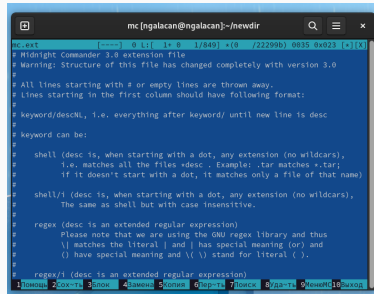 mc [ngalacan@ngalacan]:~/newdir
mc.ext [----] 0 L:[ 1+ 0 1/849] *(0 /22299b) 0035 0x023 [*][X]
# Midnight Commander 3.0 extension file
# Warning: Structure of this file has changed completely with version 3.0
#
# All lines starting with # or empty lines are thrown away.
# Lines starting in the first column should have following format:
#
# keyword/descNL, i.e. everything after keyword/ until new line is desc
#
# keyword can be:
#
# shell (desc is, when starting with a dot, any extension (no wildcars),
# i.e. matches all the files *desc . Example: .tar matches *.tar;
# if it doesn't start with a dot, it matches only a file of that name)
#
# shell/i (desc is, when starting with a dot, any extension (no wildcars),
# The same as shell but with case insensitive.
#
# regex (desc is an extended regular expression)
# Please note that we are using the GNU regex library and thus
# \| matches the literal | and | has special meaning (or) and
# () have special meaning and \( \) stand for literal ( ).
#
# regex/i (desc is an extended regular expression)
1Помощь 2Сох~ть 3Блок 4Замена 5Копия 6Пер~ть 7Поиск 8Уда~ть 9МенюMC 10Выход